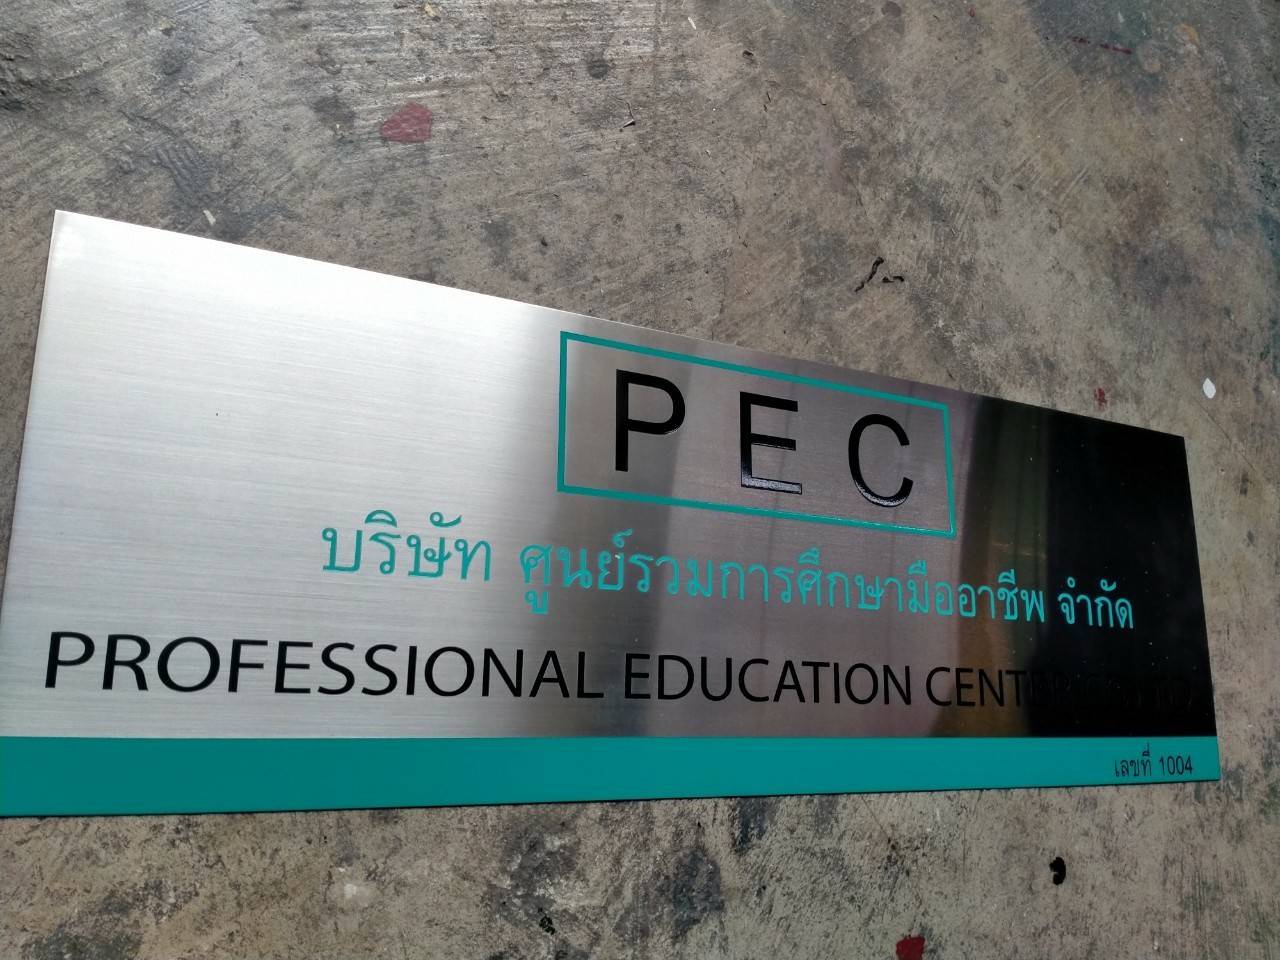 PEC
บริษัท ศูนย์รวมการศึกษามืออาชีพ จำกัด
PROFESSIONAL EDUCATION CENTER
เลขที่ 1004